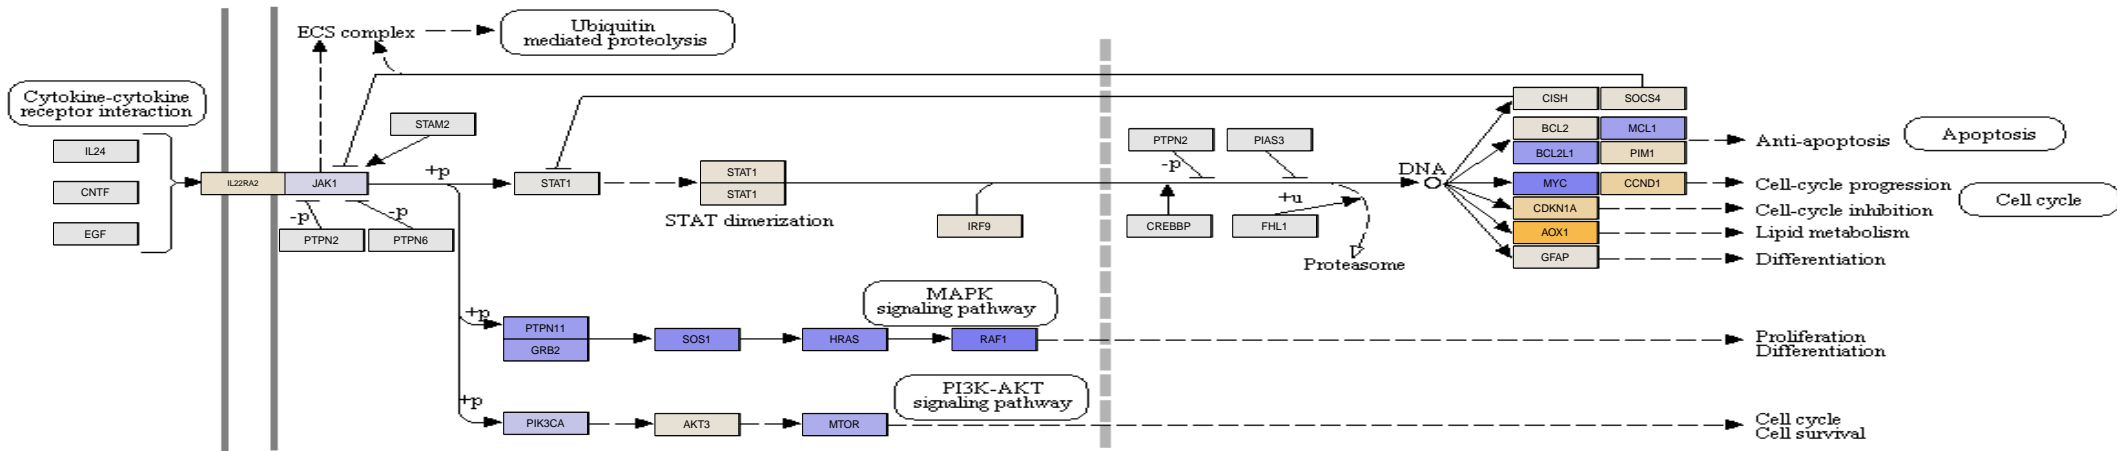 ECS complex
Ubiquitin
mediated proteolysis
Cytokine-cytokine
receptor interaction
IL24
CNTF
EGF
IL22RA2
JAK1
STAM2
+p
-p
-p
PTPN2
PTPN6
STAT1
STAT1
STAT1
STAT dimerization
IRF9
PTPN2
PIAS3
-p
+u
CREBBP
FHL1
Proteasome
DNA
CISH
SOCS4
BCL2
MCL1
BCL2L1
PIM1
MYC
CCND1
CDKN1A
AOX1
GFAP
Anti-apoptosis
Apoptosis
Cell-cycle progression
Cell-cycle inhibition
Cell cycle
Lipid metabolism
Differentiation
MAPK
signaling pathway
+p
PTPN11
GRB2
SOS1
HRAS
RAF1
Proliferation
Differentiation
PI3K-AKT
signaling pathway
+p
PIK3CA
AKT3
MTOR
Cell cycle
Cell survival